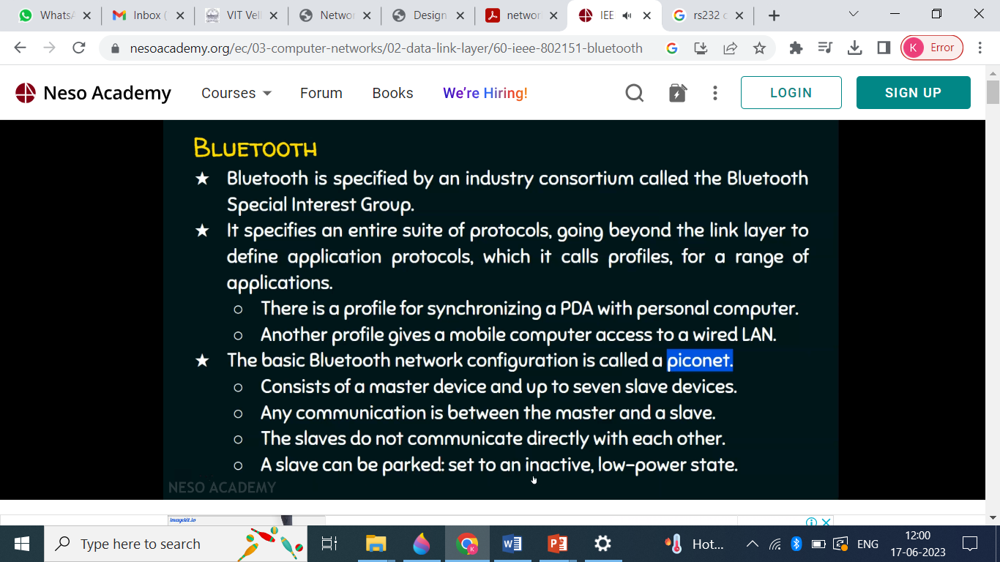 WhatsA
Inbox (
VIT Vell
Networ
Design
networ
IEE
rs232 c
nesoacademy.org/ec/03-computer-networks/02-data-link-layer/60-ieee-802151-bluetooth
K Error
Neso Academy
Courses
Forum
Books
We're Hiring!
LOGIN
SIGN UP
BLUETOOTH
★ Bluetooth is specified by an industry consortium called the Bluetooth
Special Interest Group.
★ It specifies an entire suite of protocols, going beyond the link layer to
define application protocols, which it calls profiles, for a range of
applications.
○ There is a profile for synchronizing a PDA with personal computer.
○ Another profile gives a mobile computer access to a wired LAN.
★ The basic Bluetooth network configuration is called a piconet.
○ Consists of a master device and up to seven slave devices.
○ Any communication is between the master and a slave.
○ The slaves do not communicate directly with each other.
○ A slave can be parked: set to an inactive, low-power state.
NESO ACADEMY
imagekit.io
Type here to search
Hot...
ENG
12:00
17-06-2023